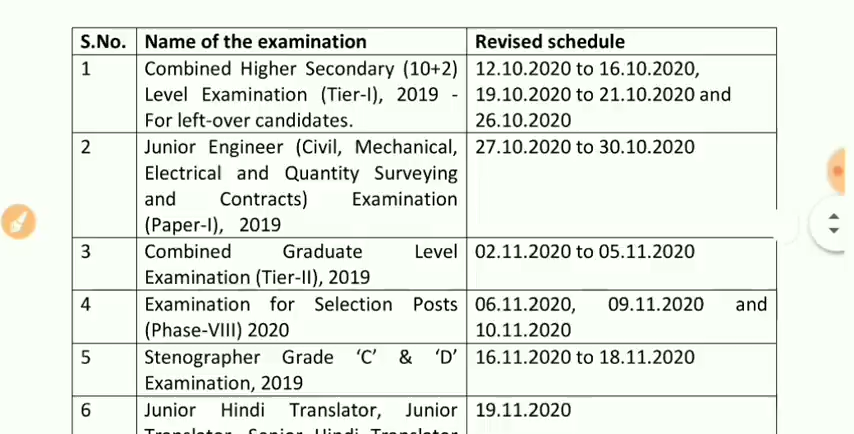 S.No. Name of the examination Revised schedule
1 Combined Higher Secondary (10+2) 12.10.2020 to 16.10.2020,
Level Examination (Tier-I), 2019 - 19.10.2020 to 21.10.2020 and
For left-over candidates. 26.10.2020
2 Junior Engineer (Civil, Mechanical, 27.10.2020 to 30.10.2020
Electrical and Quantity Surveying
and Contracts) Examination
(Paper-I), 2019
3 Combined Graduate Level 02.11.2020 to 05.11.2020
Examination (Tier-II), 2019
4 Examination for Selection Posts 06.11.2020, 09.11.2020 and
(Phase-VIII) 2020 10.11.2020
5 Stenographer Grade ‘C’ & ‘D’ 16.11.2020 to 18.11.2020
Examination, 2019
6 Junior Hindi Translator, Junior 19.11.2020
Translator, Senior Hindi Translator